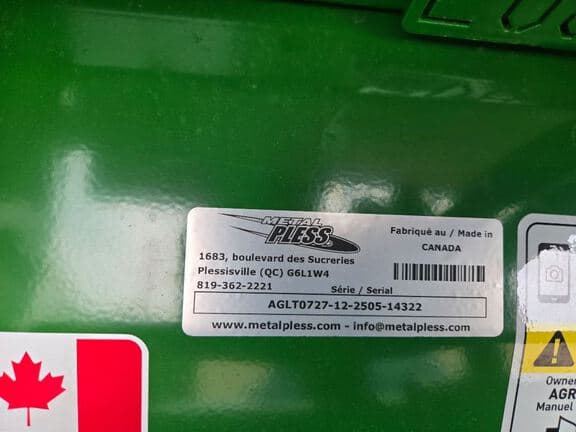 METAL
PLESS
Fabriqué au / Made in
CANADA
1683, boulevard des Sucreries
Plessisville (QC) G6L1W4
819-362-2221
Série / Serial
AGLT0727-12-2505-14322
www.metalpless.com - info@metalpless.com
Owne
AGR
Manuel